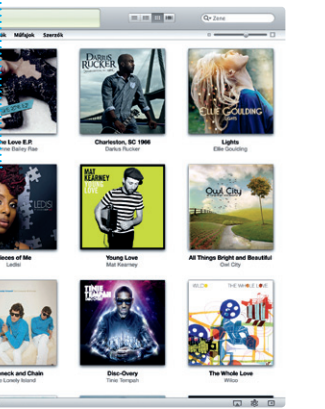 Zene
Műfajok Szerzők
DARIUS RUCKER
ELLIE GOULDING
LIGHTS
he Love E.P.
Charleston, SC 1966
Lights
nne Bailey Rae
Darius Rucker
Ellie Goulding
LEDISI
MAT KEARNEY
YOUNG LOVE
Owl City
ieces of Me
Young Love
All Things Bright and Beautiful
Ledisi
Mat Kearney
Owl City
TINIE TEMPAH
WILCO THE WHOLE LOVE
neck and Chain
Disc-Overy
The Whole Love
e Lonely Island
Tinie Tempah
Wilco